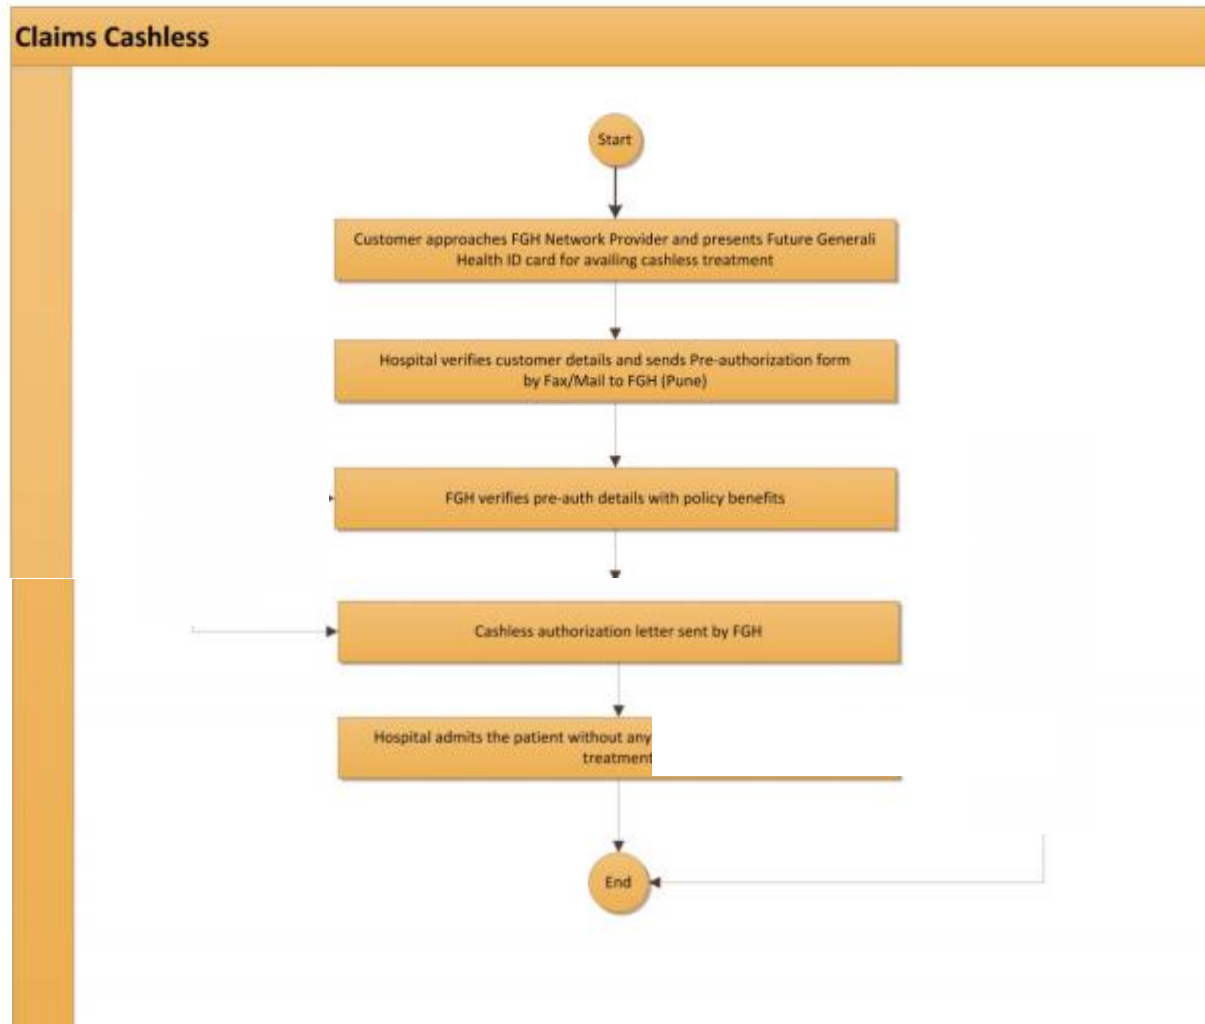 Claims Cashless
Start
Customer approaches FGH Network Provider and presents Future Generali
Health ID card for availing cashless treatment
Hospital verifies customer details and sends Pre-authorization form
by Fax/Mail to FGH (Pune)
FGH verifies pre-auth details with policy benefits
Cashless authorization letter sent by FGH
Hospital admits the patient without any
treatment
End